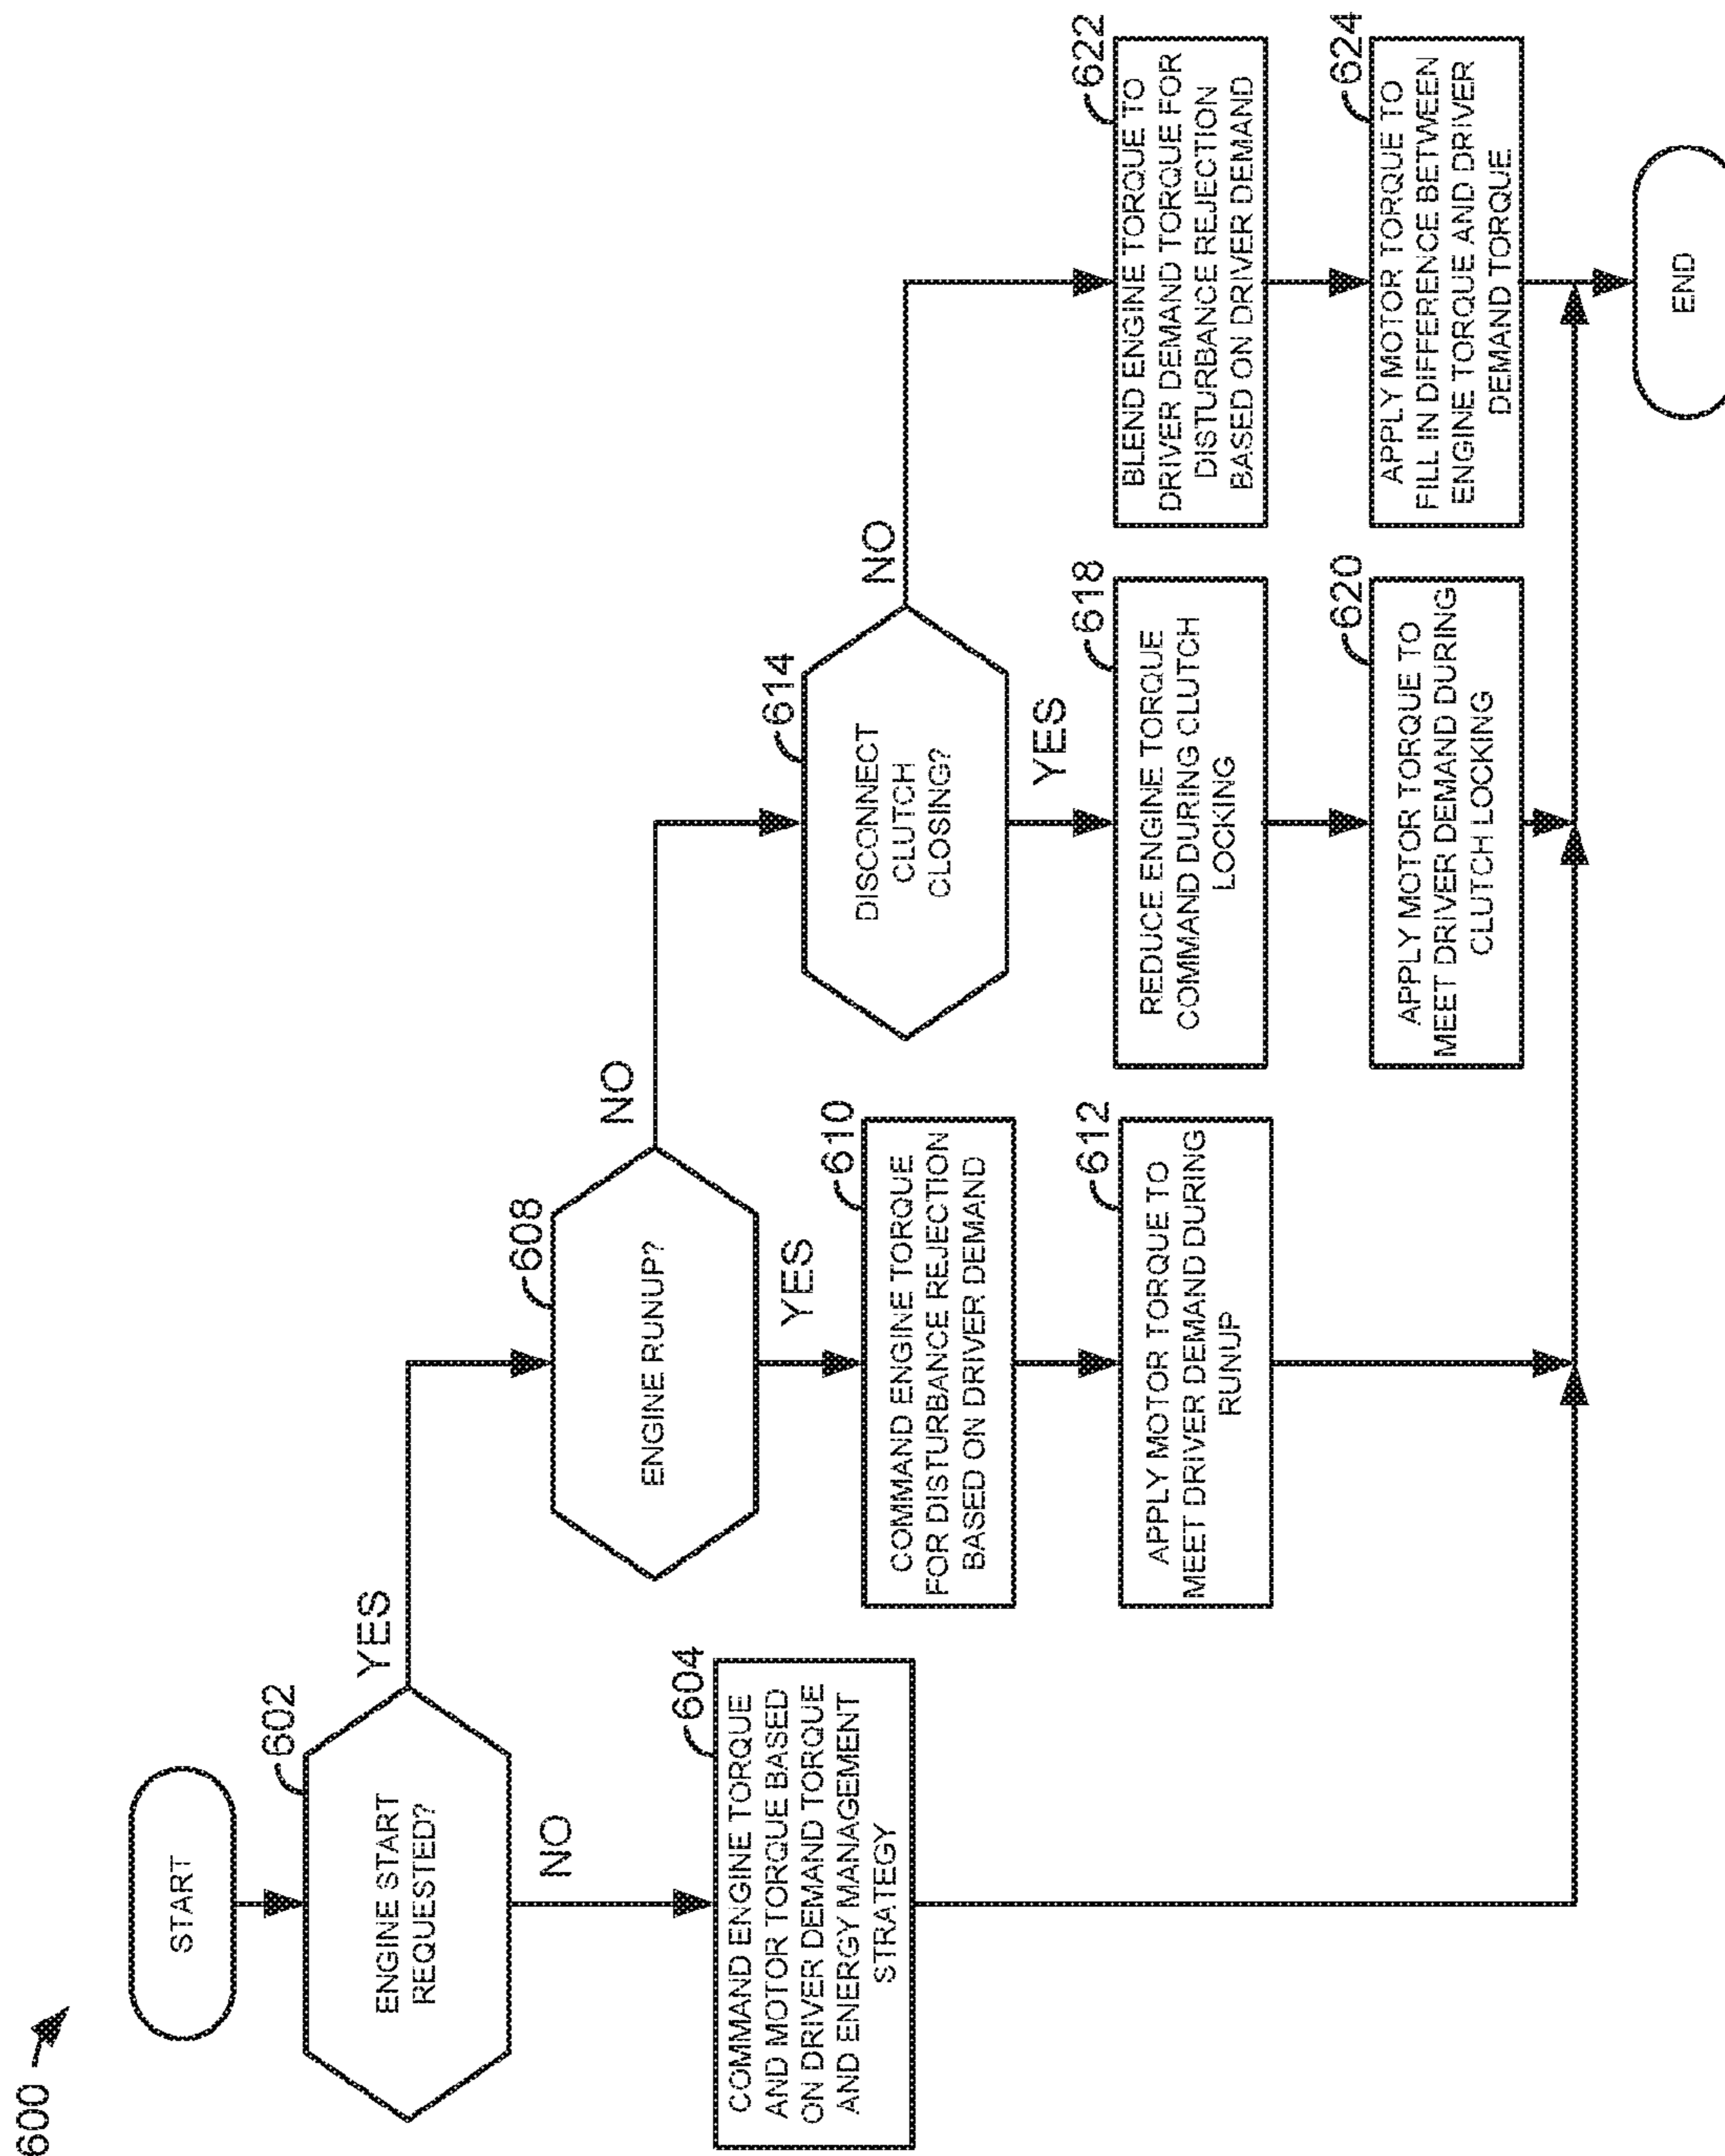 600
START
602
ENGINE START
REQUESTED?
YES
NO
604
COMMAND ENGINE TORQUE
AND MOTOR TORQUE BASED
ON DRIVER DEMAND TORQUE
AND ENERGY MANAGEMENT
STRATEGY
608
ENGINE RUNUP?
NO
YES
610
COMMAND ENGINE TORQUE
FOR DISTURBANCE REJECTION
BASED ON DRIVER DEMAND
612
APPLY MOTOR TORQUE TO
MEET DRIVER DEMAND DURING
RUNUP
614
DISCONNECT
CLUTCH
CLOSING?
NO
YES
618
REDUCE ENGINE TORQUE
COMMAND DURING CLUTCH
LOCKING
620
APPLY MOTOR TORQUE TO
MEET DRIVER DEMAND DURING
CLUTCH LOCKING
622
BLEND ENGINE TORQUE TO
DRIVER DEMAND TORQUE FOR
DISTURBANCE REJECTION
BASED ON DRIVER DEMAND
624
APPLY MOTOR TORQUE TO
FILL IN DIFFERENCE BETWEEN
ENGINE TORQUE AND DRIVER
DEMAND TORQUE
END